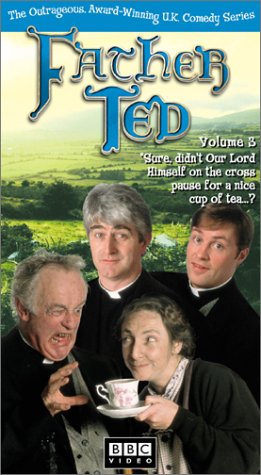 The Outrageous, Award-Winning U.K. Comedy Series
Father
Ted
Volume 3
"Sure, didn't Our Lord
Himself on the cross
pause for a nice
cup of tea...?
BBC
VIDEO